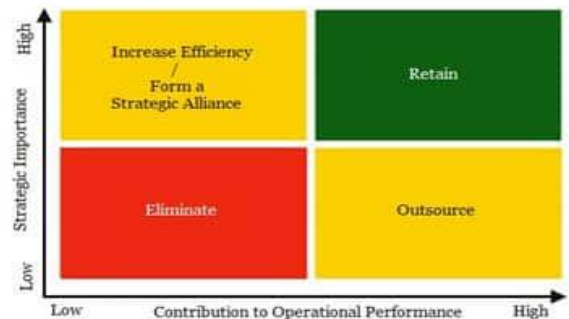 High
Strategic Importance
Low
Increase Efficiency
/
Form a
Strategic Alliance
Retain
Eliminate
Outsource
Low
Contribution to Operational Performance
High